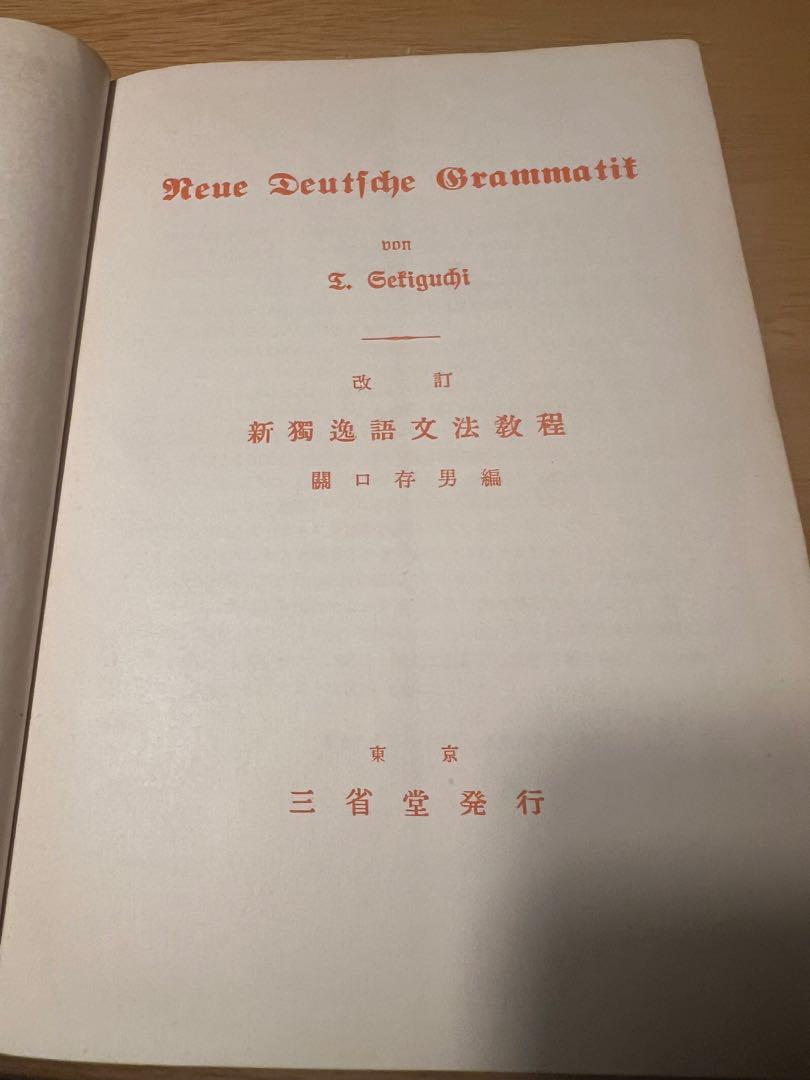 Neue Deutsche Grammatik
von
T. Sekiguchi
改訂
新獨逸語文法教程
關口存男編
東京
三省堂発行